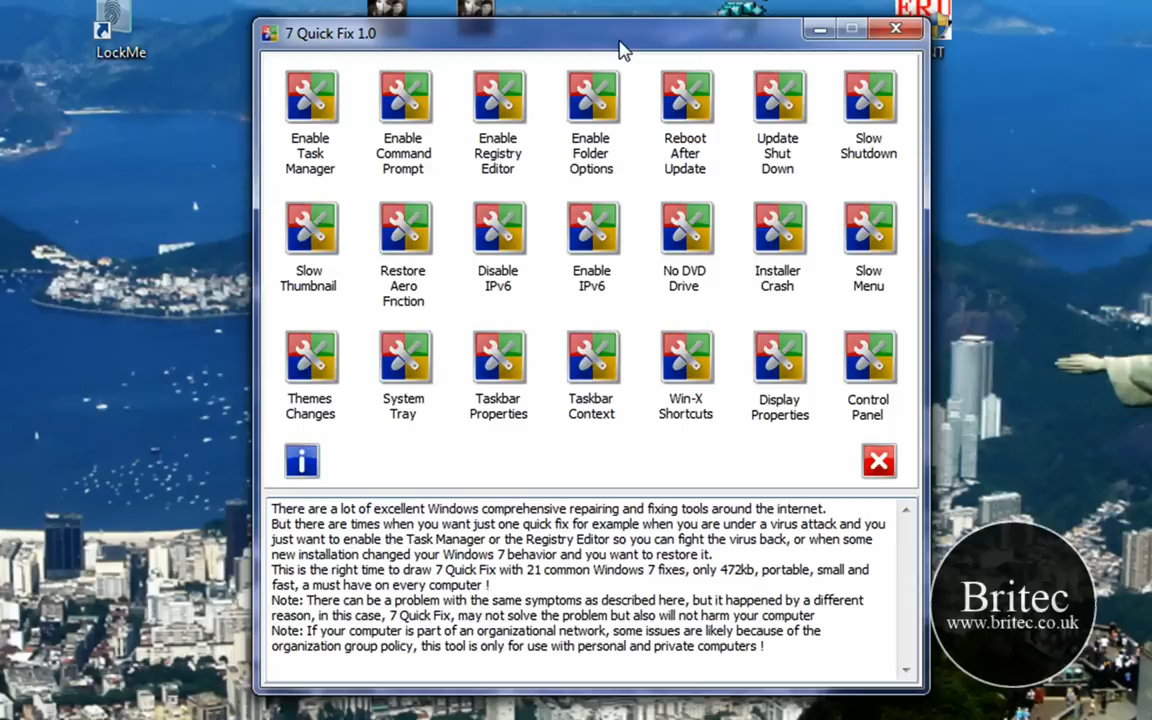 LockMe
7 Quick Fix 1.0
ERU
NT
Enable
Task
Manager
Enable
Command
Prompt
Enable
Registry
Editor
Enable
Folder
Options
Reboot
After
Update
Update
Shut
Down
Slow
Shutdown
Slow
Thumbnail
Restore
Aero
Fnction
Disable
IPv6
Enable
IPv6
No DVD
Drive
Installer
Crash
Slow
Menu
Themes
Changes
System
Tray
Taskbar
Properties
Taskbar
Context
Win-X
Shortcuts
Display
Properties
Control
Panel
i
There are a lot of excellent Windows comprehensive repairing and fixing tools around the internet.
But there are times when you want just one quick fix for example when you are under a virus attack and you
just want to enable the Task Manager or the Registry Editor so you can fight the virus back, or when some
new installation changed your Windows 7 behavior and you want to restore it.
This is the right time to draw 7 Quick Fix with 21 common Windows 7 fixes, only 472kb, portable, small and
fast, a must have on every computer !
Note: There can be a problem with the same symptoms as described here, but it happened by a different
reason, in this case, 7 Quick Fix, may not solve the problem but also will not harm your computer
Note: If your computer is part of an organizational network, some issues are likely because of the
organization group policy, this tool is only for use with personal and private computers !
Britec
www.britec.co.uk